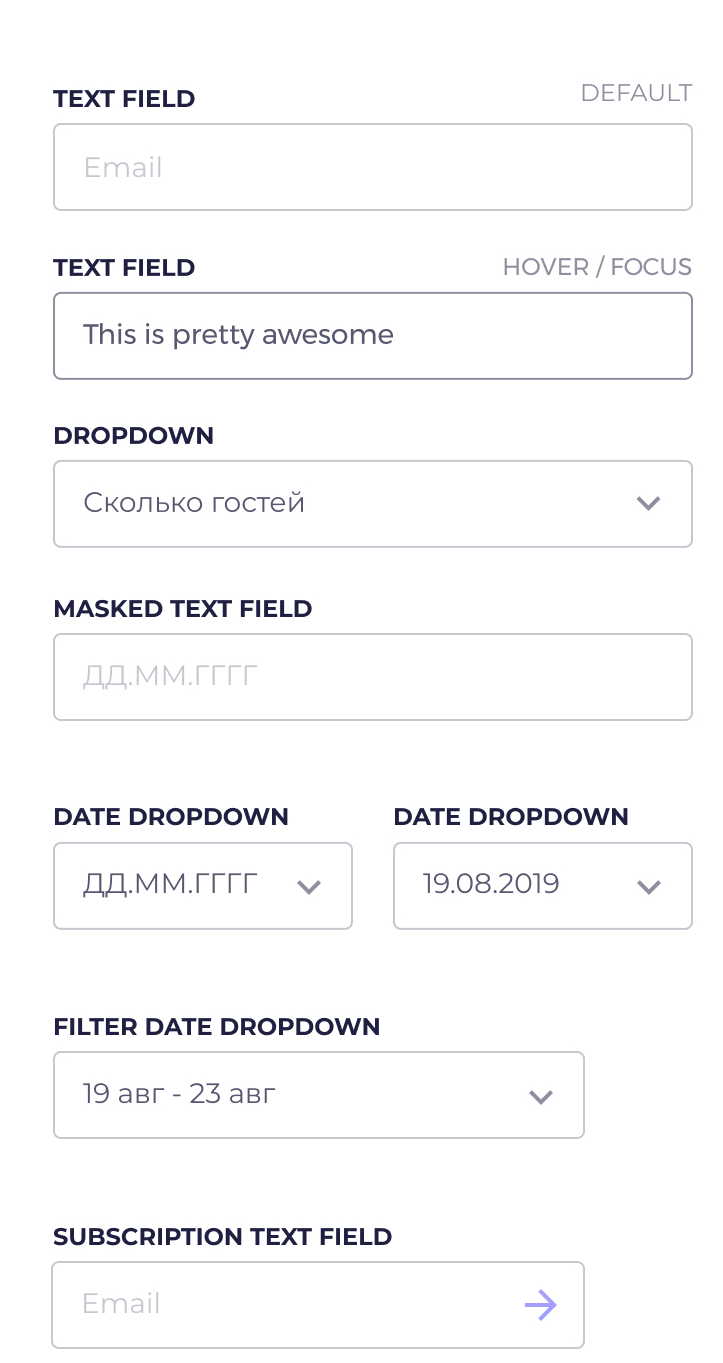 TEXT FIELD DEFAULT
Email
TEXT FIELD HOVER / FOCUS
This is pretty awesome
DROPDOWN
Сколько гостей
MASKED TEXT FIELD
ДД.ММ.ГГГГ
DATE DROPDOWN DATE DROPDOWN
ДД.ММ.ГГГГ 19.08.2019
FILTER DATE DROPDOWN
19 авг - 23 авг
SUBSCRIPTION TEXT FIELD
Email